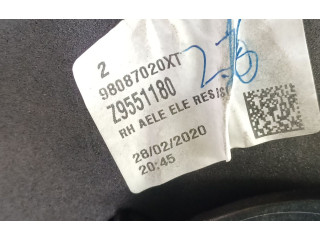 2
98087020XT
Z9551180
RH AELE ELE RES/S
28/02/2020
20:45